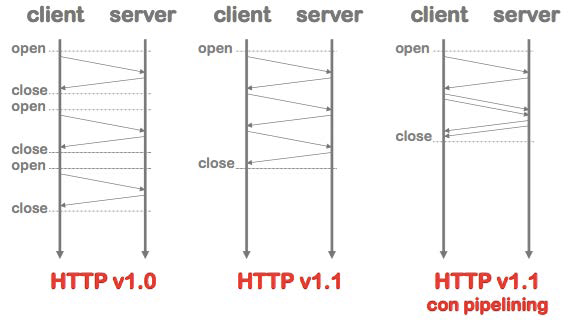 client server
client server
client server
open
close
open
close
open
close
open
close
open
close
HTTP v1.0
HTTP v1.1
HTTP v1.1
con pipelining